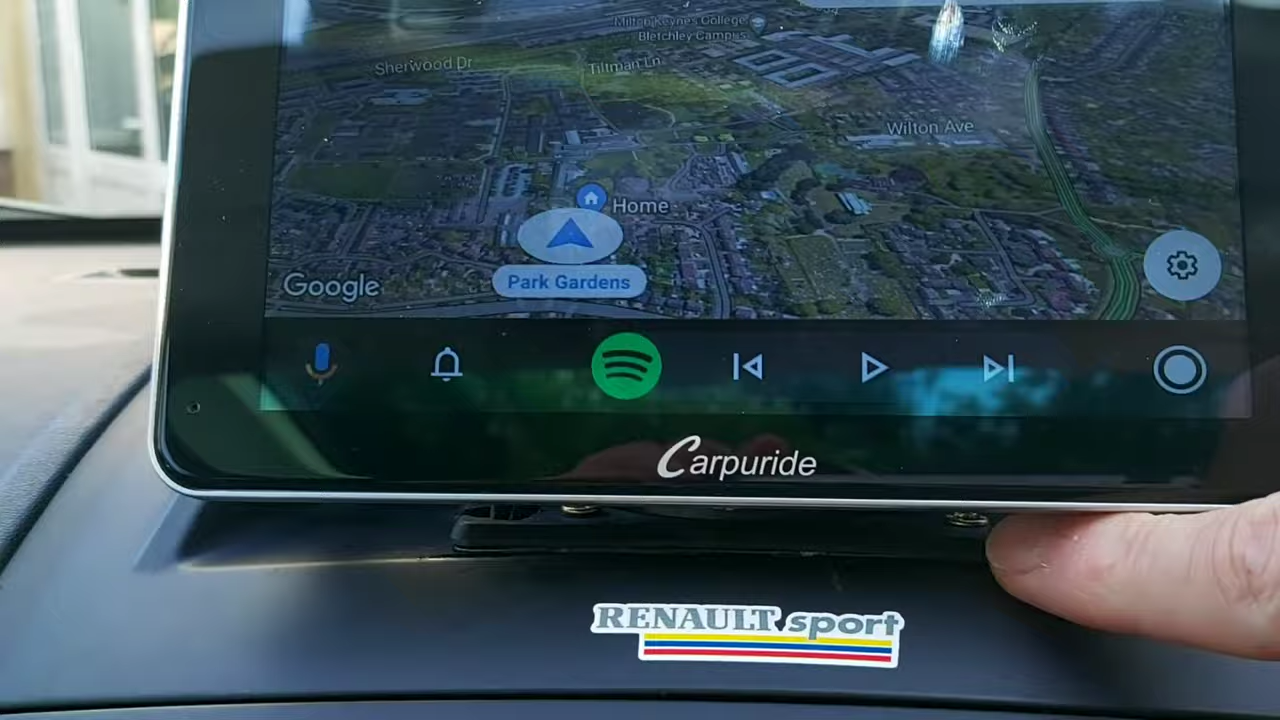 Milton Keynes College
Bletchley Campus
Sherwood Dr
Tiltman Ln
Wilton Ave
Home
Park Gardens
Google
Carpuride
RENAULT sport